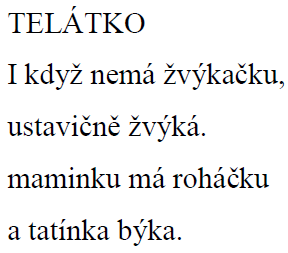 TELÁTKO
I když nemá žvýkačku,
ustavičně žvýká.
maminku má roháčku
a tatínka býka.